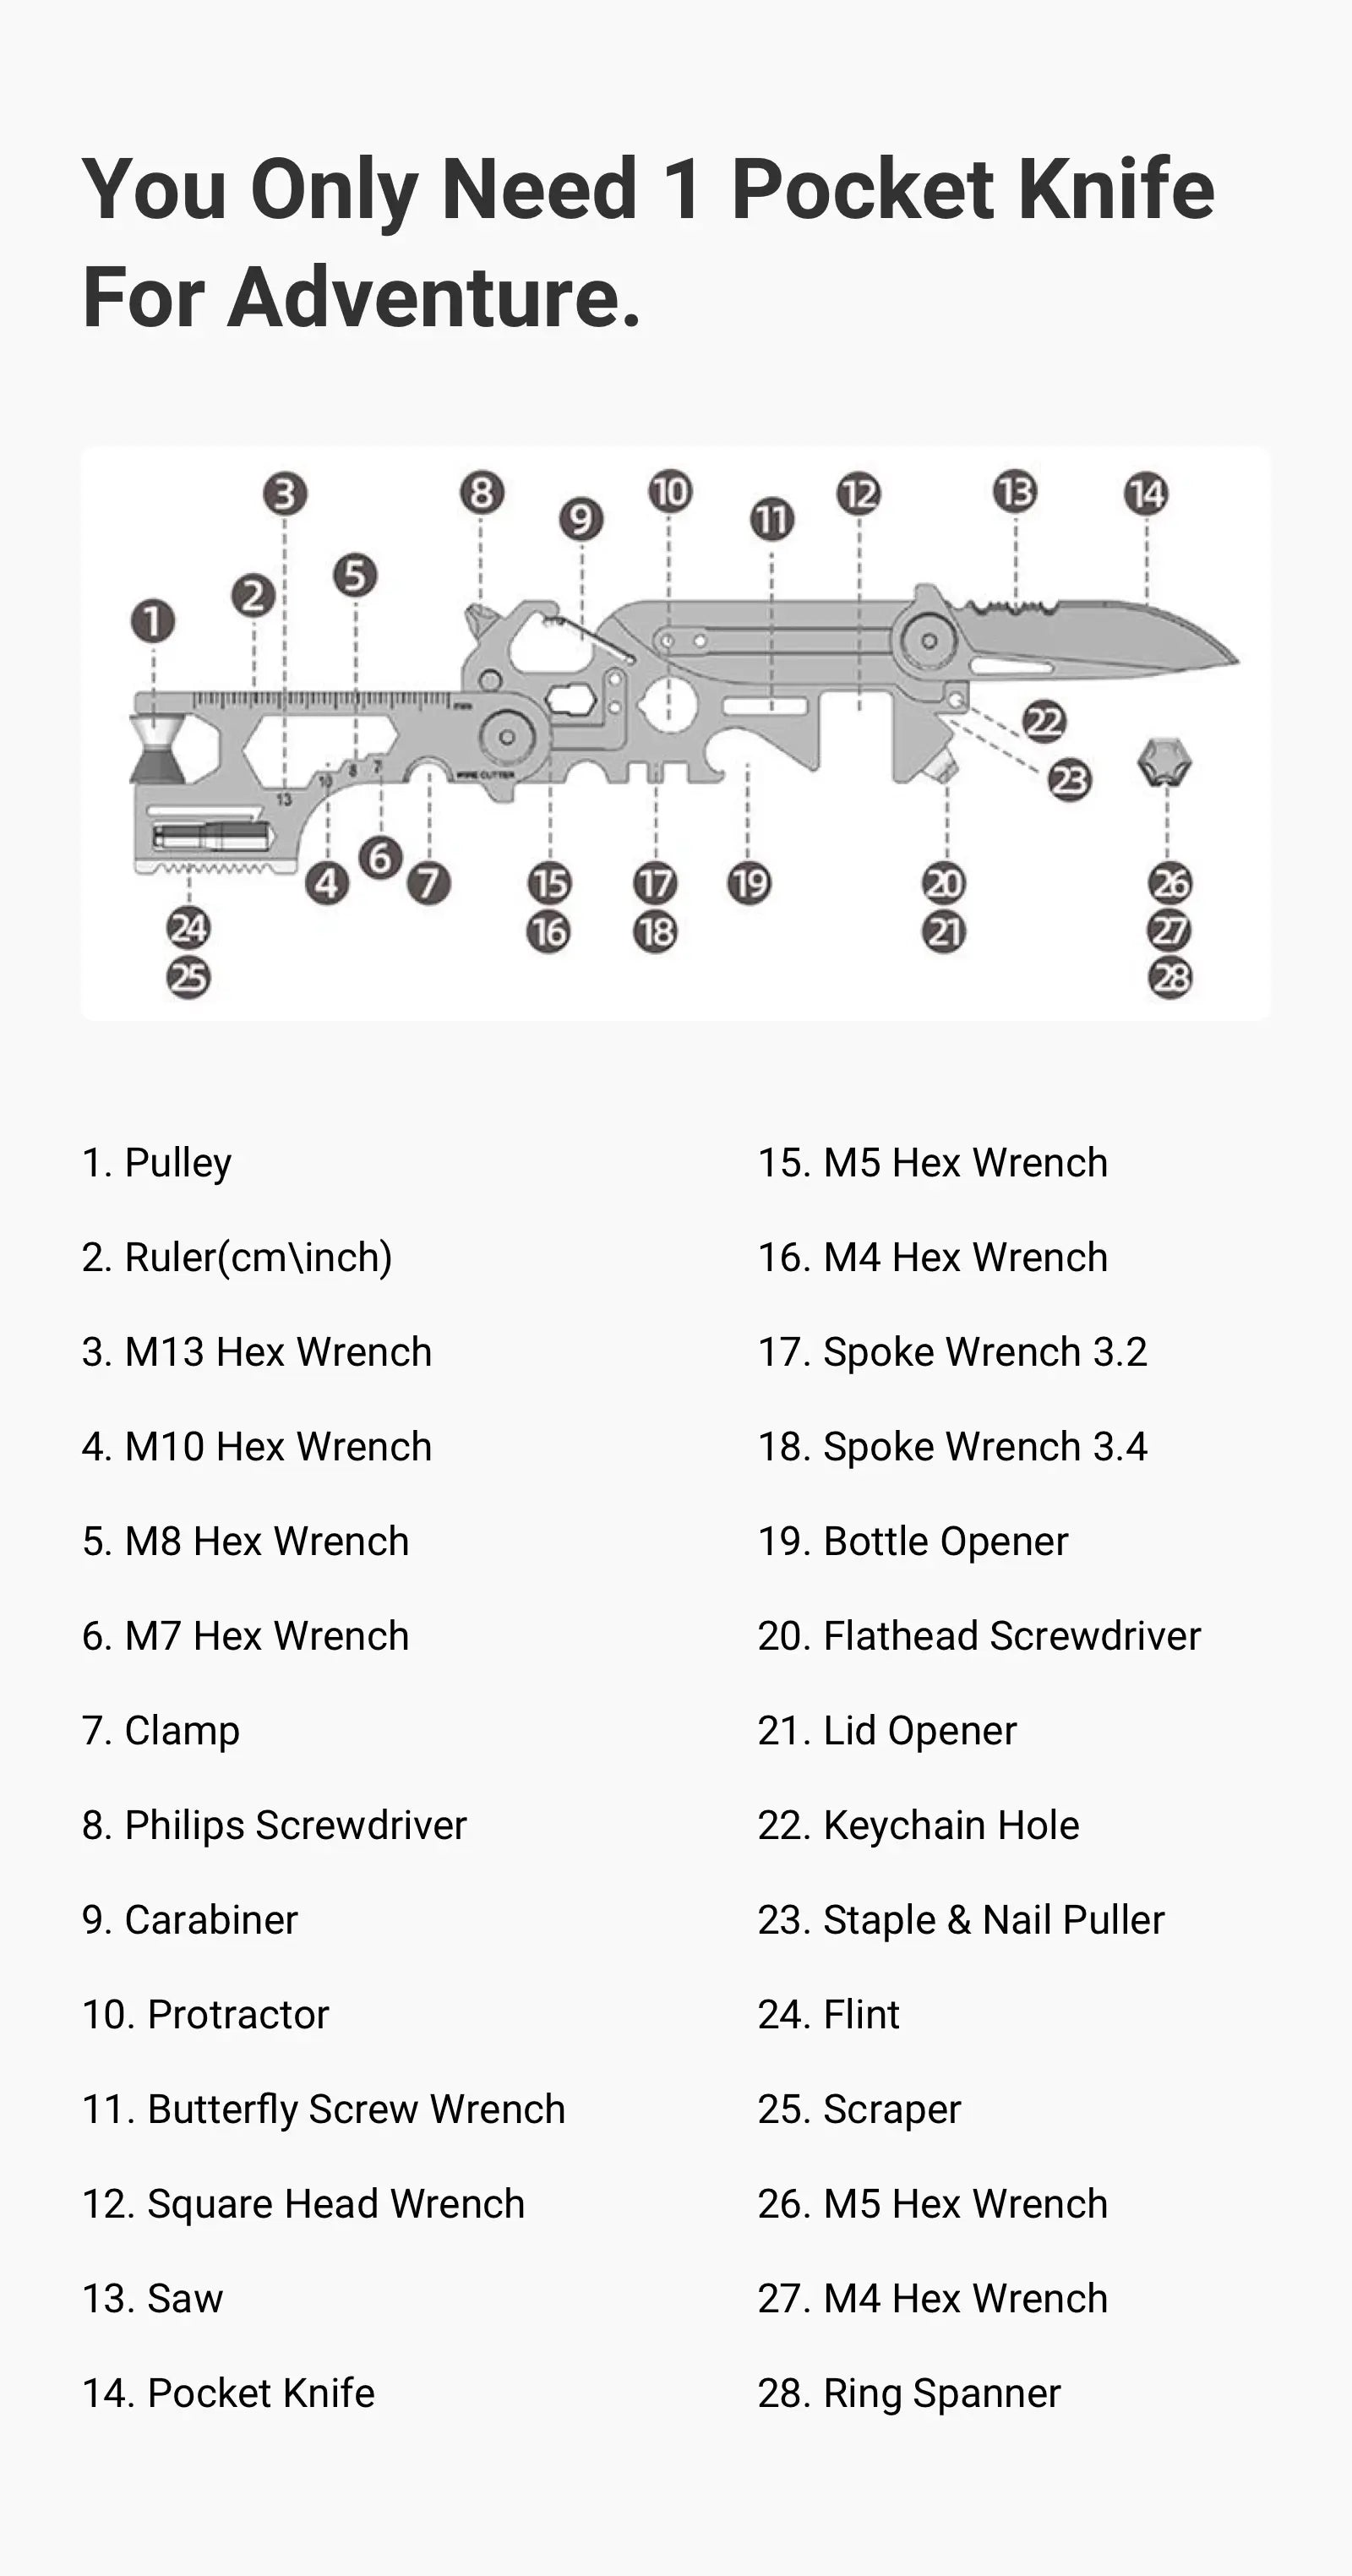 You Only Need 1 Pocket Knife
For Adventure.
3
8
10
12
13
14
9
11
5
2
1
mm
22
WIRE CUTTER
7
8
10
13
23
6
4
7
15
17
19
20
26
16
18
21
27
24
25
28
1. Pulley
2. Ruler(cm\inch)
3. M13 Hex Wrench
4. M10 Hex Wrench
5. M8 Hex Wrench
6. M7 Hex Wrench
7. Clamp
8. Philips Screwdriver
9. Carabiner
10. Protractor
11. Butterfly Screw Wrench
12. Square Head Wrench
13. Saw
14. Pocket Knife
15. M5 Hex Wrench
16. M4 Hex Wrench
17. Spoke Wrench 3.2
18. Spoke Wrench 3.4
19. Bottle Opener
20. Flathead Screwdriver
21. Lid Opener
22. Keychain Hole
23. Staple & Nail Puller
24. Flint
25. Scraper
26. M5 Hex Wrench
27. M4 Hex Wrench
28. Ring Spanner